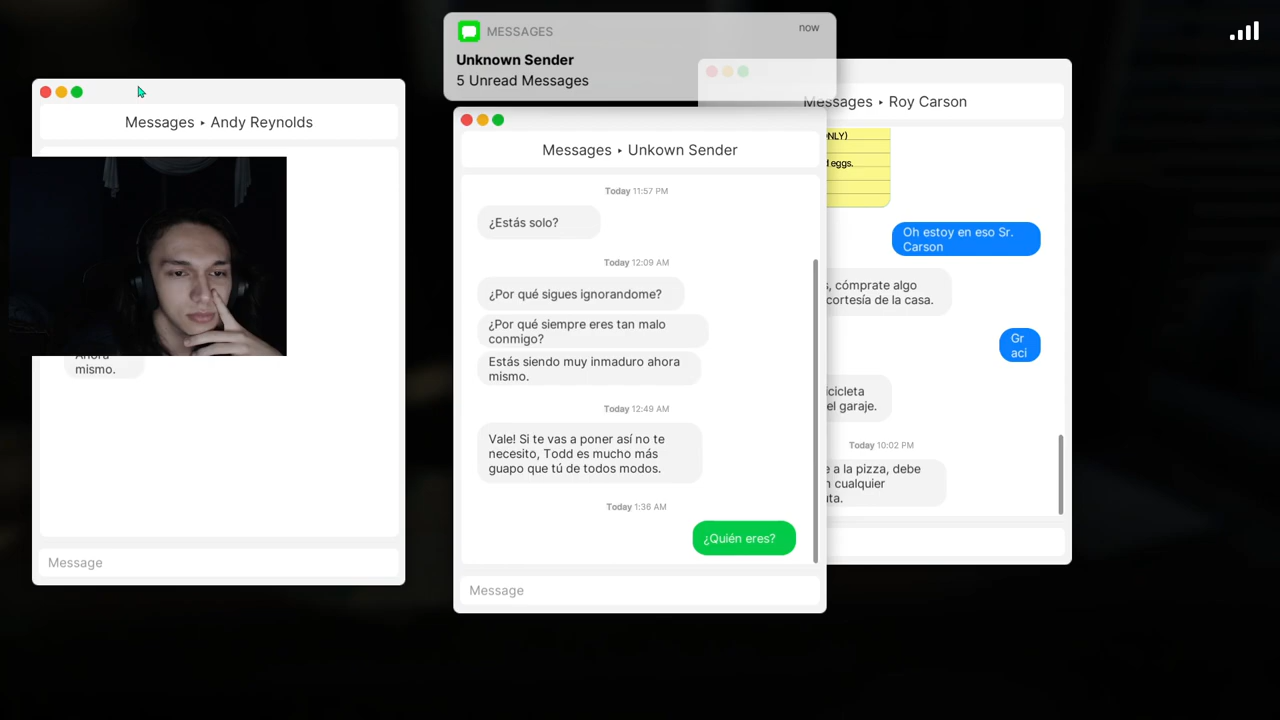 MESSAGES
now
Unknown Sender
5 Unread Messages
Messages ‣ Andy Reynolds
Ahora
mismo.
Message
Messages ‣ Unkown Sender
Today 11:57 PM
¿Estás solo?
Today 12:09 AM
¿Por qué sigues ignorandome?
¿Por qué siempre eres tan malo
conmigo?
Estás siendo muy inmaduro ahora
mismo.
Today 12:49 AM
Vale! Si te vas a poner así no te
necesito, Todd es mucho más
guapo que tú de todos modos.
Today 1:36 AM
¿Quién eres?
Message
Messages ‣ Roy Carson
NLY)
d eggs.
Oh estoy en eso Sr.
Carson
s, cómprate algo
cortesía de la casa.
Gr
aci
icicleta
el garaje.
Today 10:02 PM
e a la pizza, debe
n cualquier
uta.